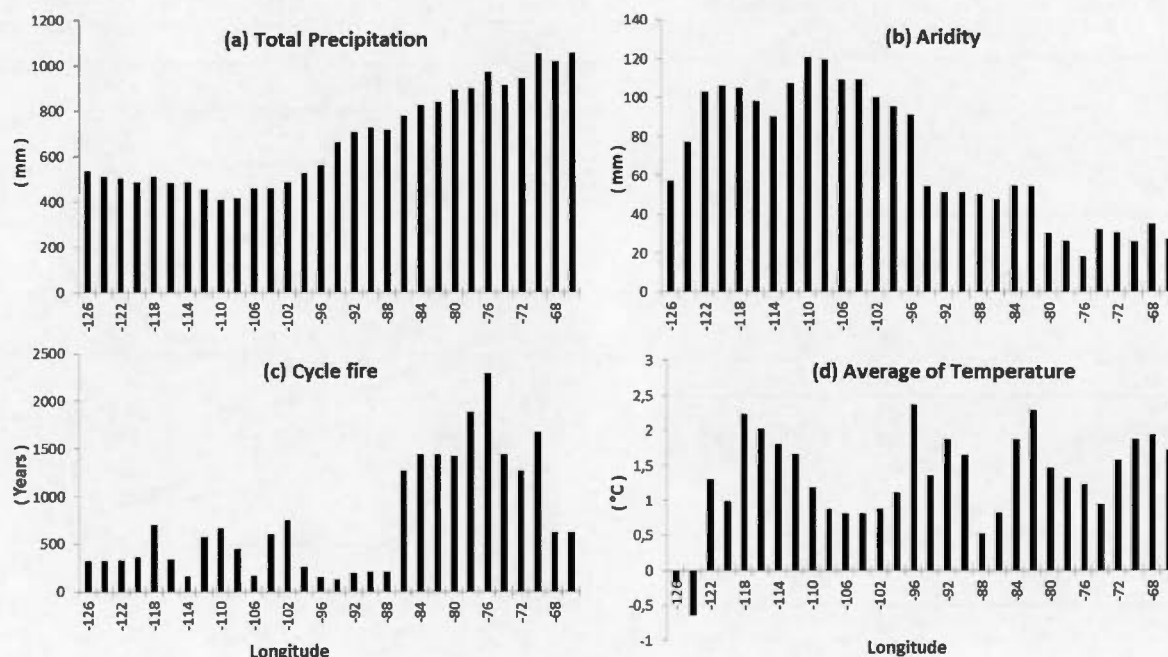 (a) Total Precipitation
1200
1000
800
600
400
200
0
( mm )
-126 -122 -118 -114 -110 -106 -102 -96 -92 -88 -84 -80 -76 -72 -68
(b) Aridity
140
120
100
80
60
40
20
0
( mm )
-126 -122 -118 -114 -110 -106 -102 -96 -92 -88 -84 -80 -76 -72 -68
(c) Cycle fire
2500
2000
1500
1000
500
0
( Years )
-126 -122 -118 -114 -110 -106 -102 -96 -92 -88 -84 -80 -76 -72 -68
Longitude
(d) Average of Temperature
3
2,5
2
1,5
1
0,5
0
-0,5
-1
( °C )
-126 -122 -118 -114 -110 -106 -102 -96 -92 -88 -84 -80 -76 -72 -68
Longitude